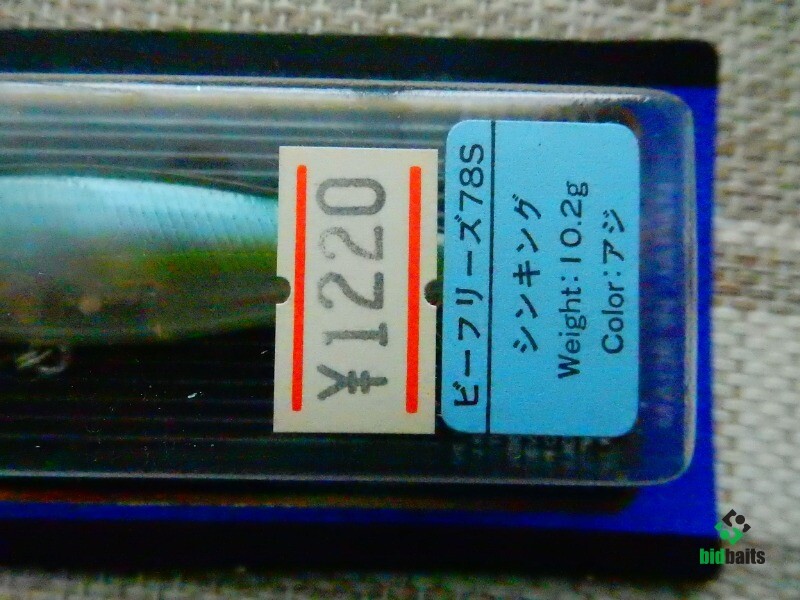 ¥1220
ビーフリーズ78S
シンキング
Weight:10.2g
Color:アジ
bidbaits